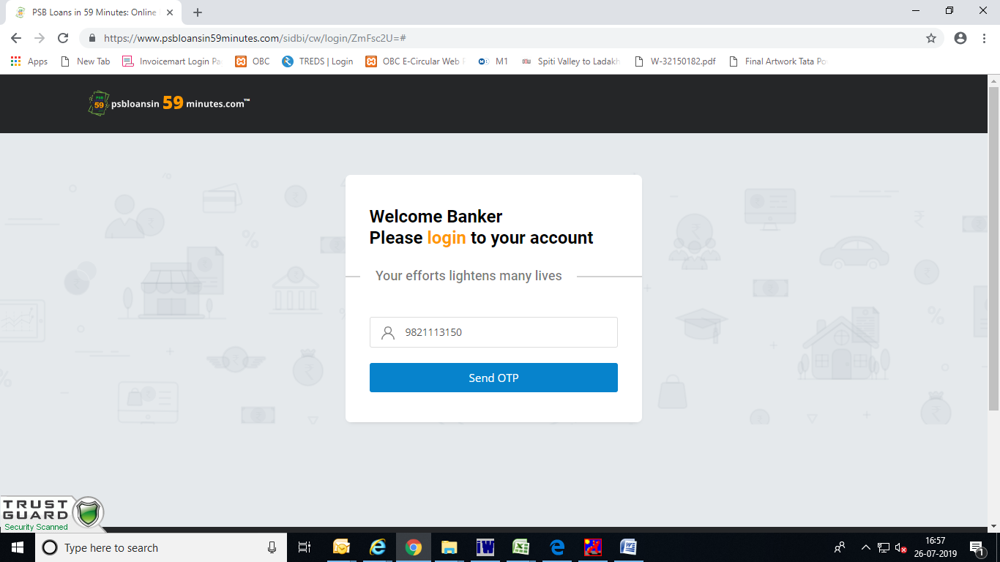 PSB Loans in 59 Minutes: Online
https://www.psbloansin59minutes.com/sidbi/cw/login/ZmFsc2U=#
Apps New Tab Invoicemart Login Pa OBC TREDS | Login OBC E-Circular Web P M1 Spiti Valley to Ladakh W-32150182.pdf Final Artwork Tata Po
psbloansin 59 minutes.com™
Welcome Banker
Please login to your account
Your efforts lightens many lives
9821113150
Send OTP
TRUST
GUARD
Security Scanned
Type here to search
16:57
26-07-2019
1